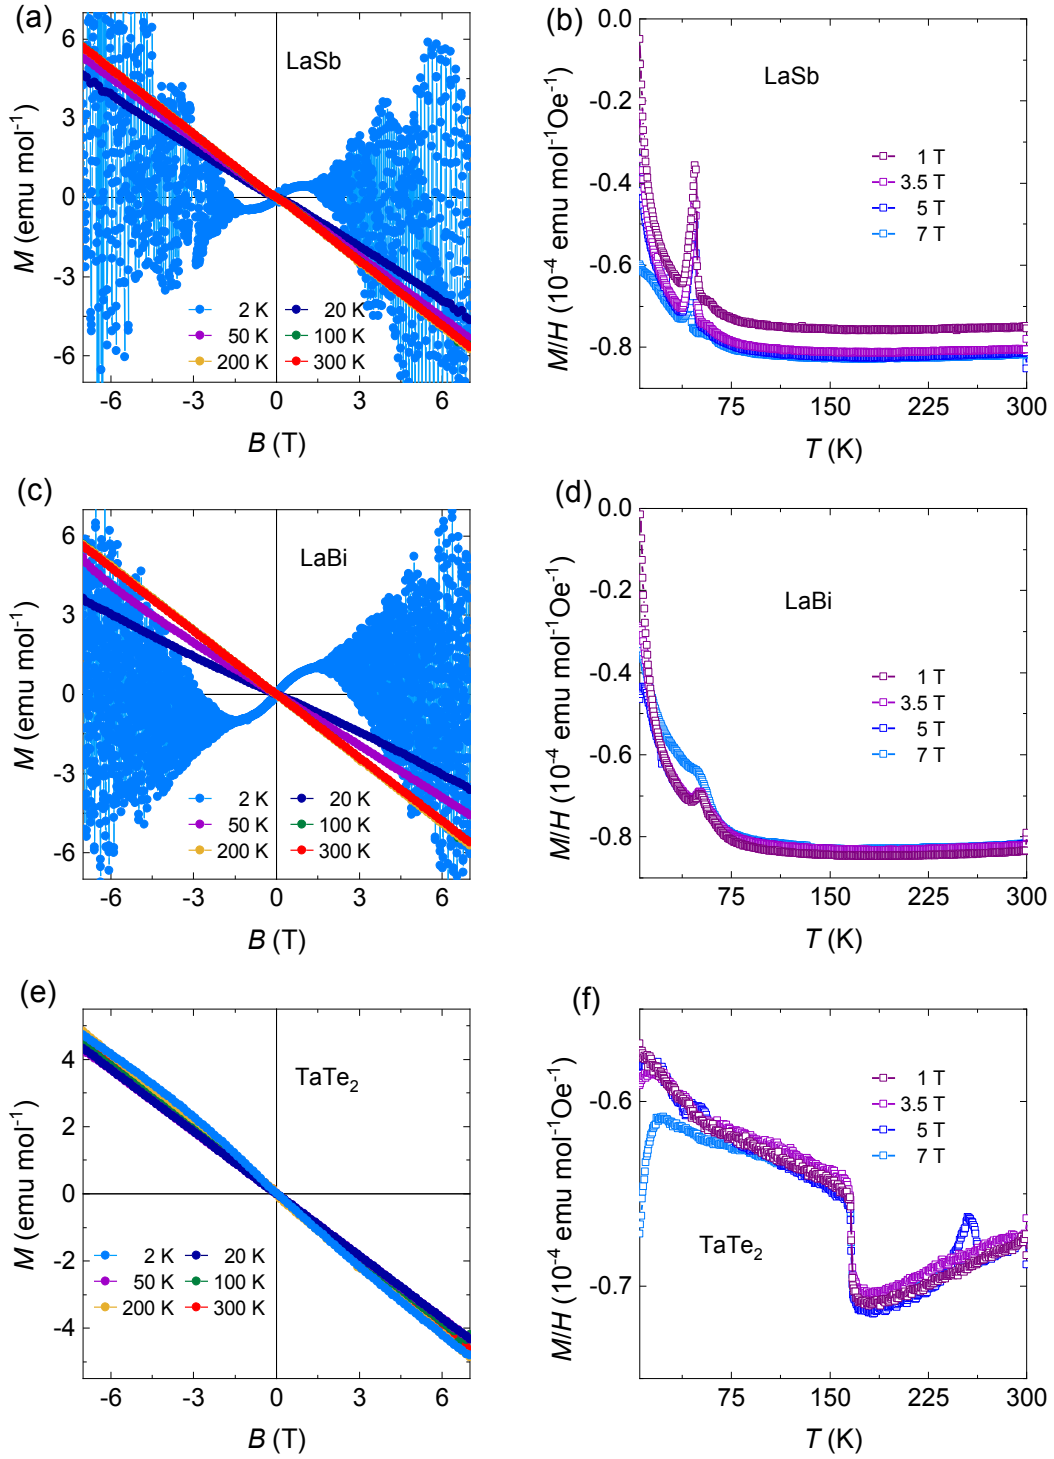 (a)
6
3
0
-3
-6
M (emu mol⁻¹)
LaSb
2 K
20 K
50 K
100 K
200 K
300 K
-6 -3 0 3 6
B (T)
(b)
0.0
-0.2
-0.4
-0.6
-0.8
M/H (10⁻⁴ emu mol⁻¹Oe⁻¹)
LaSb
1 T
3.5 T
5 T
7 T
75 150 225 300
T (K)
(c)
6
3
0
-3
-6
M (emu mol⁻¹)
LaBi
2 K
20 K
50 K
100 K
200 K
300 K
-6 -3 0 3 6
B (T)
(d)
0.0
-0.2
-0.4
-0.6
-0.8
M/H (10⁻⁴ emu mol⁻¹Oe⁻¹)
LaBi
1 T
3.5 T
5 T
7 T
75 150 225 300
T (K)
(e)
4
2
0
-2
-4
M (emu mol⁻¹)
TaTe₂
2 K
20 K
50 K
100 K
200 K
300 K
-6 -3 0 3 6
B (T)
(f)
-0.6
-0.7
M/H (10⁻⁴ emu mol⁻¹Oe⁻¹)
1 T
3.5 T
5 T
7 T
TaTe₂
75 150 225 300
T (K)